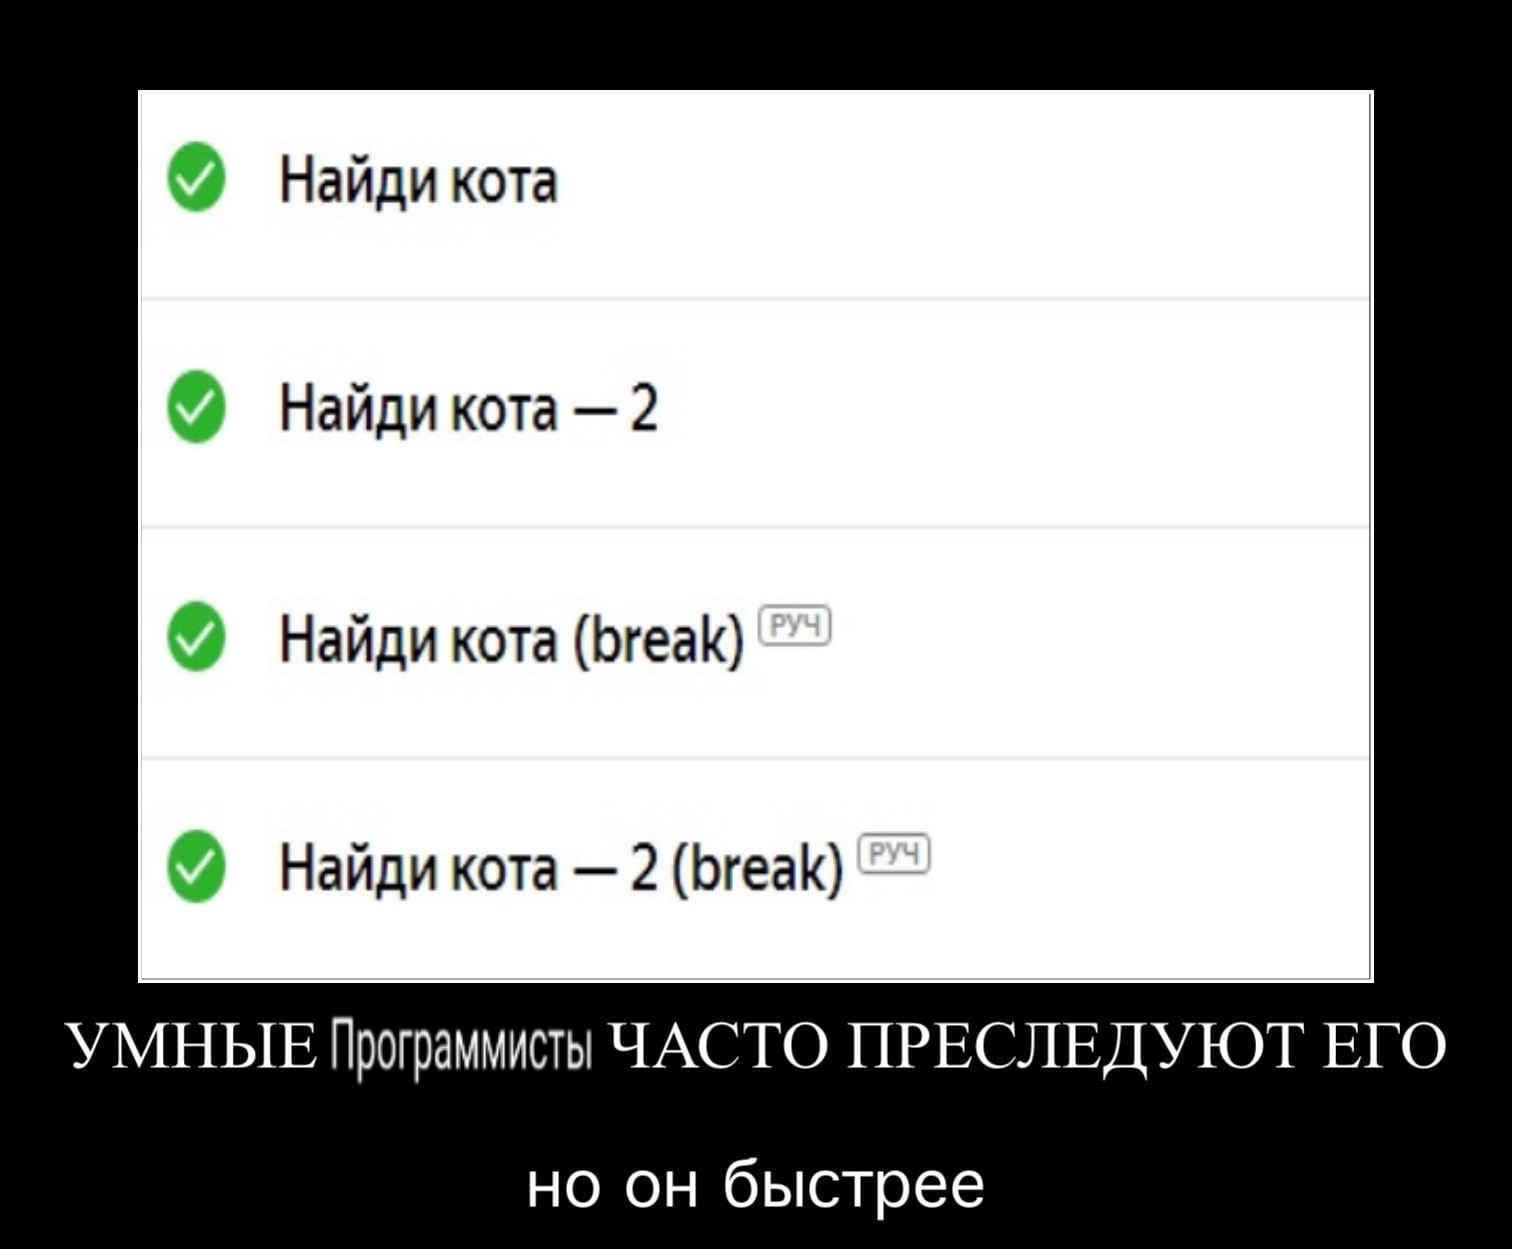 Найди кота
Найди кота — 2
Найди кота (break) РУЧ
Найди кота — 2 (break) РУЧ
УМНЫЕ Программисты ЧАСТО ПРЕСЛЕДУЮТ ЕГО
но он быстрее